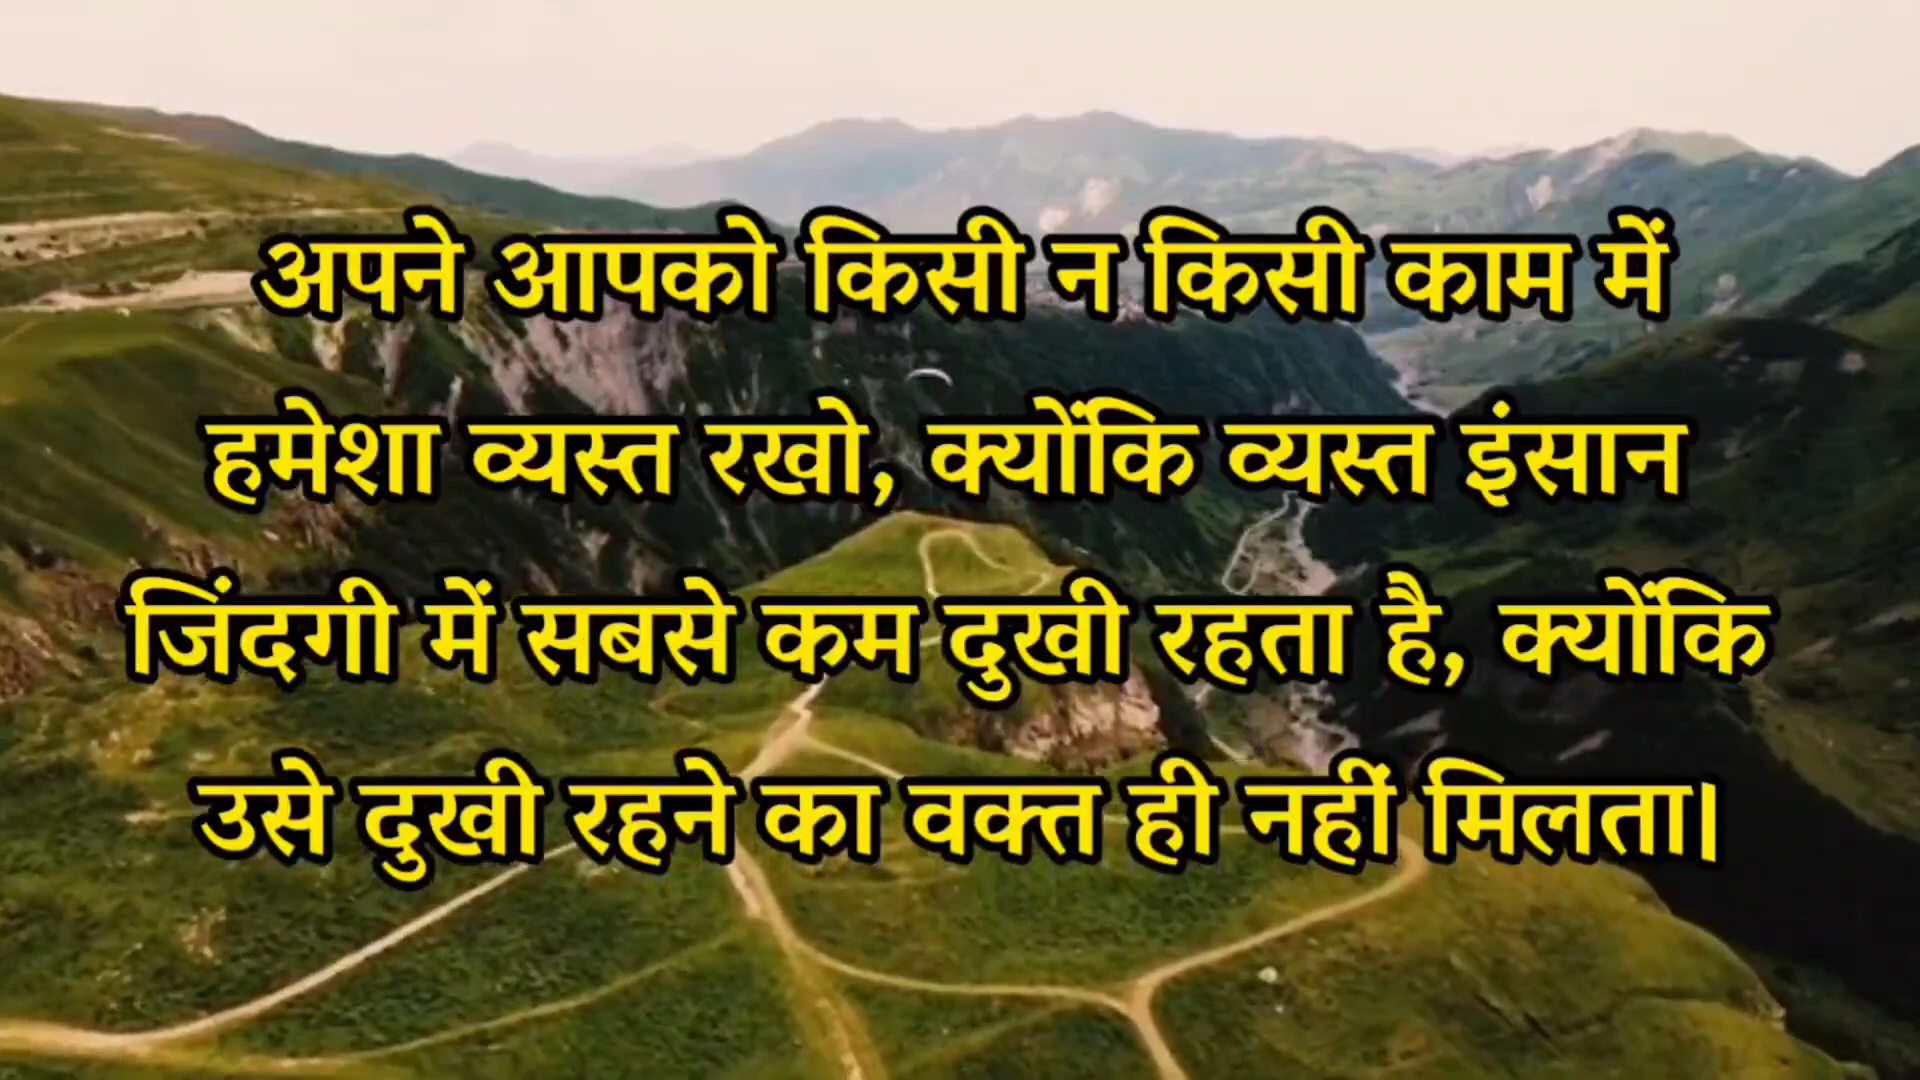 अपने आपको किसी न किसी काम में
हमेशा व्यस्त रखो, क्योंकि व्यस्त इंसान
जिंदगी में सबसे कम दुखी रहता है, क्योंकि
उसे दुखी रहने का वक्त ही नहीं मिलता।